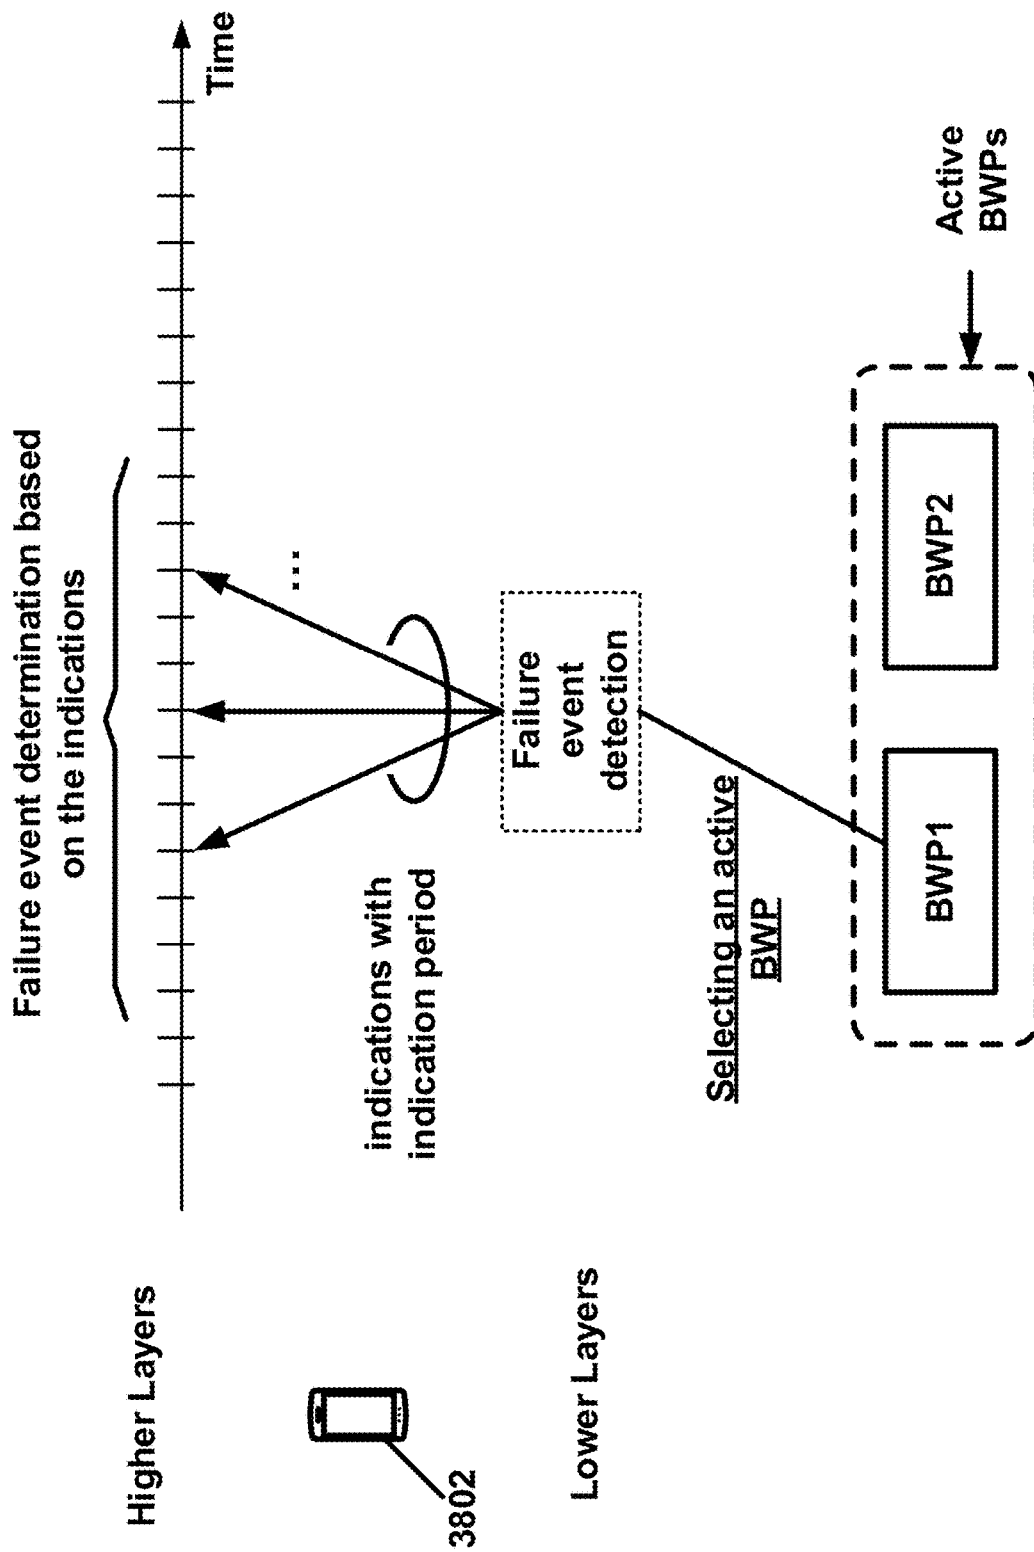 Failure event determination based
on the indications
Time
Higher Layers
indications with
indication period
...
3802
Failure
event
detection
Lower Layers
Selecting an active
BWP
BWP1
BWP2
Active
BWPs